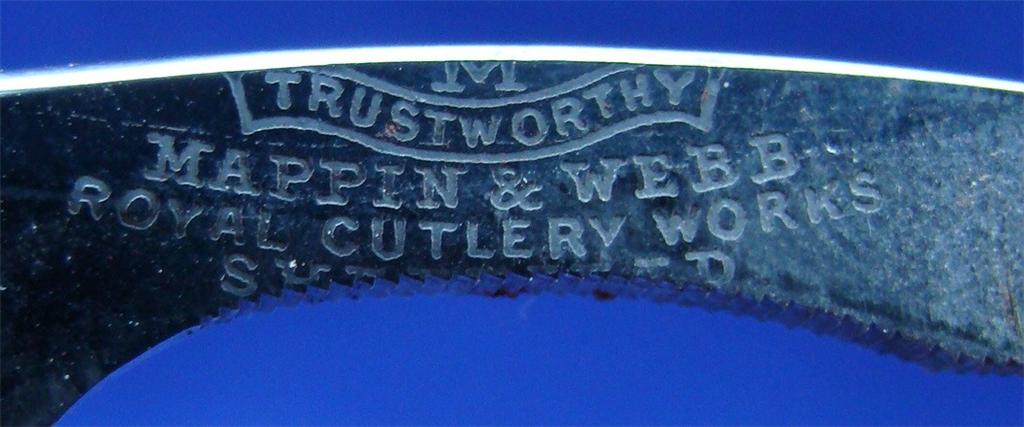 M
TRUSTWORTHY
MAPPIN & WEBB
ROYAL CUTLERY WORKS